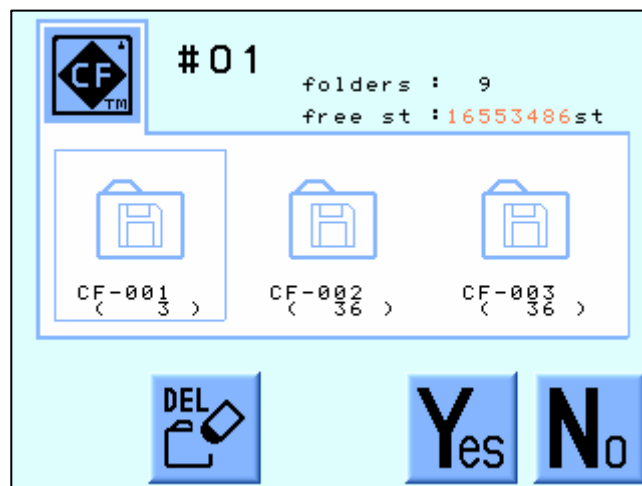 CF
TM
#01
folders : 9
free st :16553486st
CF-001 CF-002 CF-003
( 3 ) ( 36 ) ( 36 )
DEL Yes No